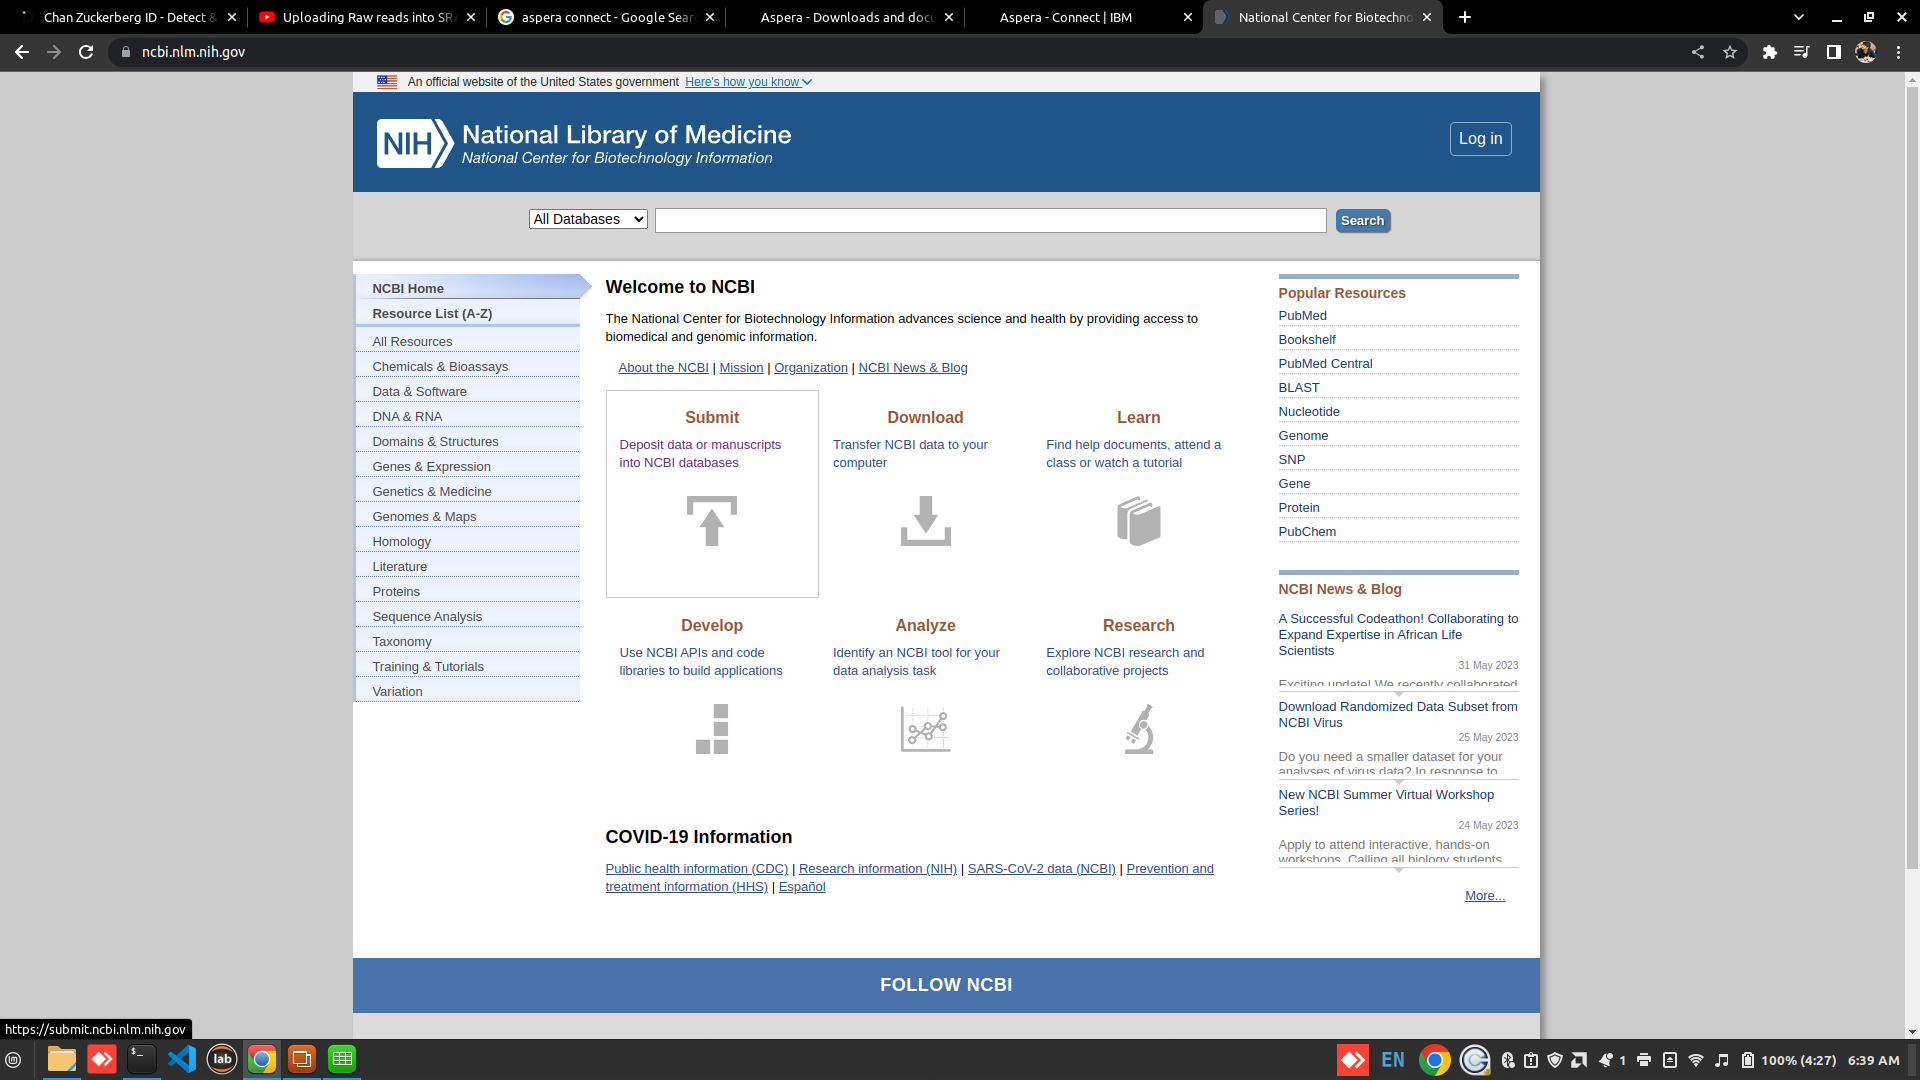 Chan Zuckerberg ID - Detect &
Uploading Raw reads into SRA
aspera connect - Google Sear
Aspera - Downloads and docu
Aspera - Connect | IBM
National Center for Biotechno
ncbi.nlm.nih.gov
An official website of the United States government Here's how you know
NIH National Library of Medicine
National Center for Biotechnology Information
Log in
All Databases
Search
NCBI Home
Resource List (A-Z)
All Resources
Chemicals & Bioassays
Data & Software
DNA & RNA
Domains & Structures
Genes & Expression
Genetics & Medicine
Genomes & Maps
Homology
Literature
Proteins
Sequence Analysis
Taxonomy
Training & Tutorials
Variation
Welcome to NCBI
The National Center for Biotechnology Information advances science and health by providing access to
biomedical and genomic information.
About the NCBI | Mission | Organization | NCBI News & Blog
Submit
Deposit data or manuscripts
into NCBI databases
Download
Transfer NCBI data to your
computer
Learn
Find help documents, attend a
class or watch a tutorial
Develop
Use NCBI APIs and code
libraries to build applications
Analyze
Identify an NCBI tool for your
data analysis task
Research
Explore NCBI research and
collaborative projects
COVID-19 Information
Public health information (CDC) | Research information (NIH) | SARS-CoV-2 data (NCBI) | Prevention and
treatment information (HHS) | Español
Popular Resources
PubMed
Bookshelf
PubMed Central
BLAST
Nucleotide
Genome
SNP
Gene
Protein
PubChem
NCBI News & Blog
A Successful Codeathon! Collaborating to
Expand Expertise in African Life
Scientists
31 May 2023
Exciting update! We recently collaborated
Download Randomized Data Subset from
NCBI Virus
25 May 2023
Do you need a smaller dataset for your
analyses of virus data? In response to
New NCBI Summer Virtual Workshop
Series!
24 May 2023
Apply to attend interactive, hands-on
workshops. Calling all biology students
More...
FOLLOW NCBI
https://submit.ncbi.nlm.nih.gov
lab
EN
1
100% (4:27)
6:39 AM